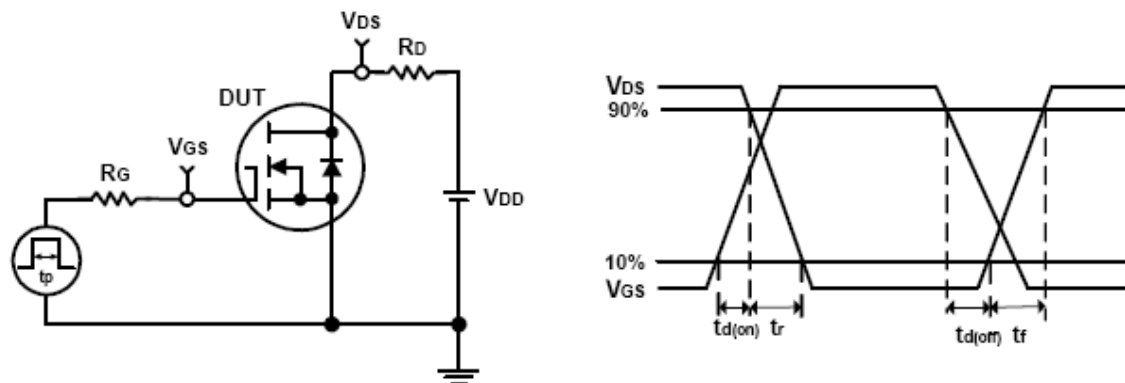 VDS
RD
DUT
VGS
RG
VDD
tp
VDS
90%
10%
VGS
td(on) tr
td(off) tf